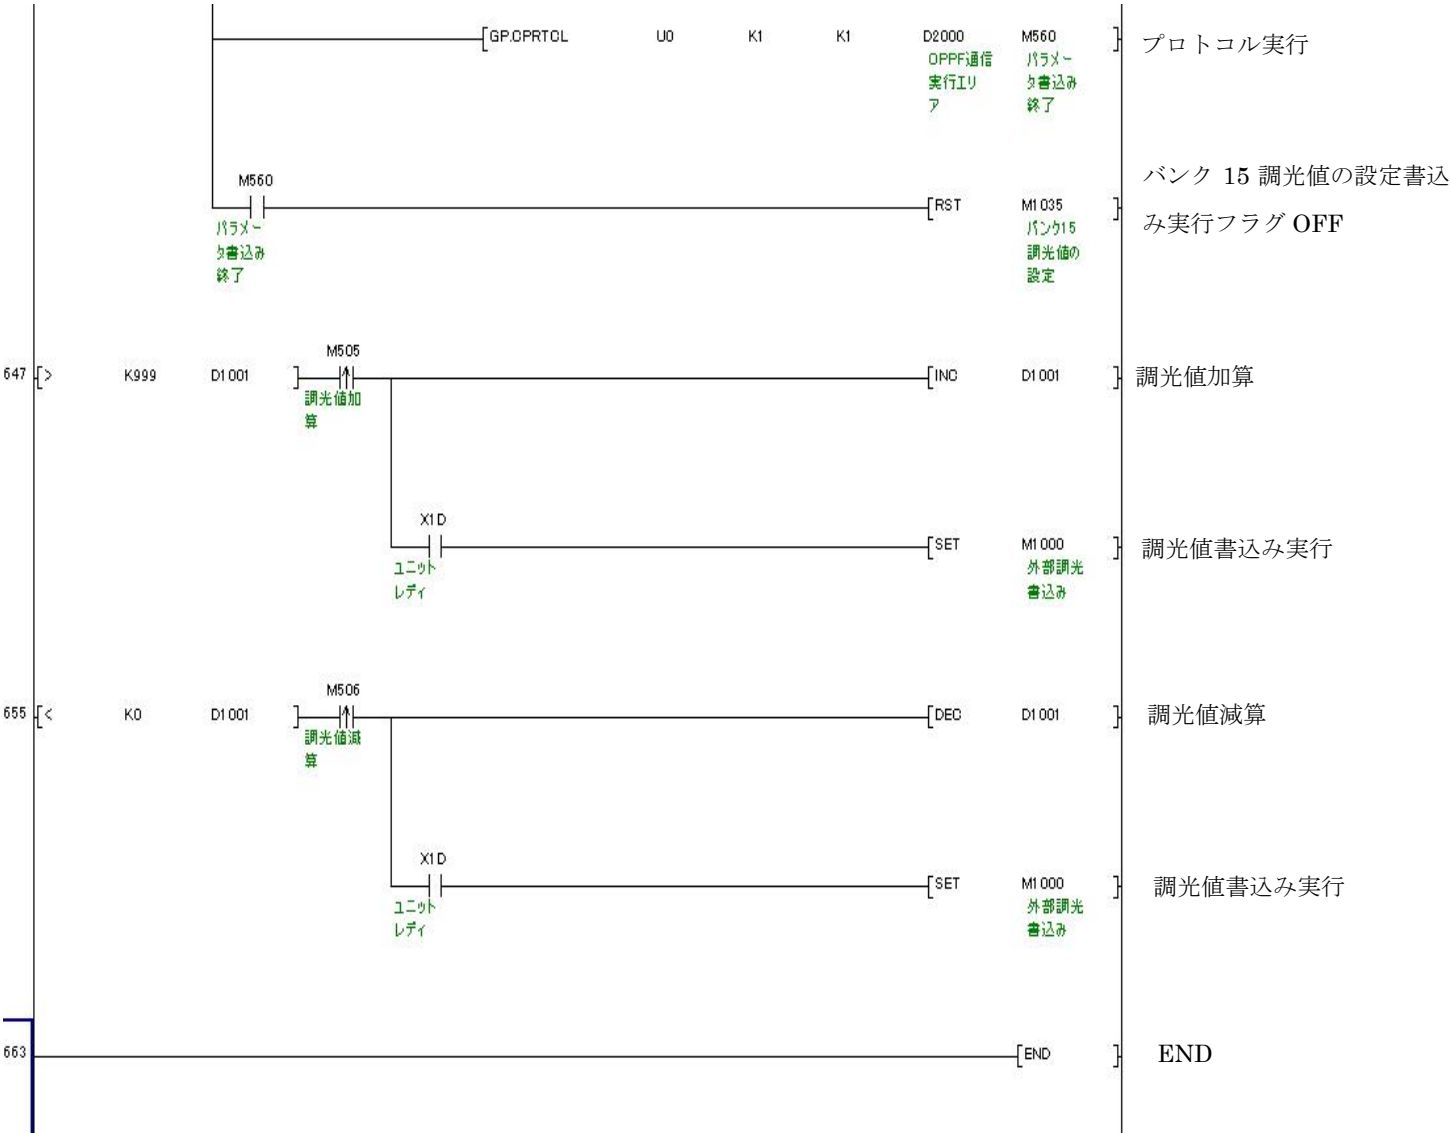 GP.CPRTCL U0 K1 K1 D2000 M560 プロトコル実行
OPPF通信 パラメー
実行エリ タ書込み
ア 終了
バンク 15 調光値の設定書込
M560
RST M1035 み実行フラグ OFF
パラメー バンク15
タ書込み 調光値の
終了 設定
M505
647 > K999 D1001 INC D1001 調光値加算
調光値加
算
X1D
SET M1000 調光値書込み実行
ユニット 外部調光
レディ 書込み
M506
655 < K0 D1001 DEC D1001 調光値減算
調光値減
算
X1D
SET M1000 調光値書込み実行
ユニット 外部調光
レディ 書込み
663 END END